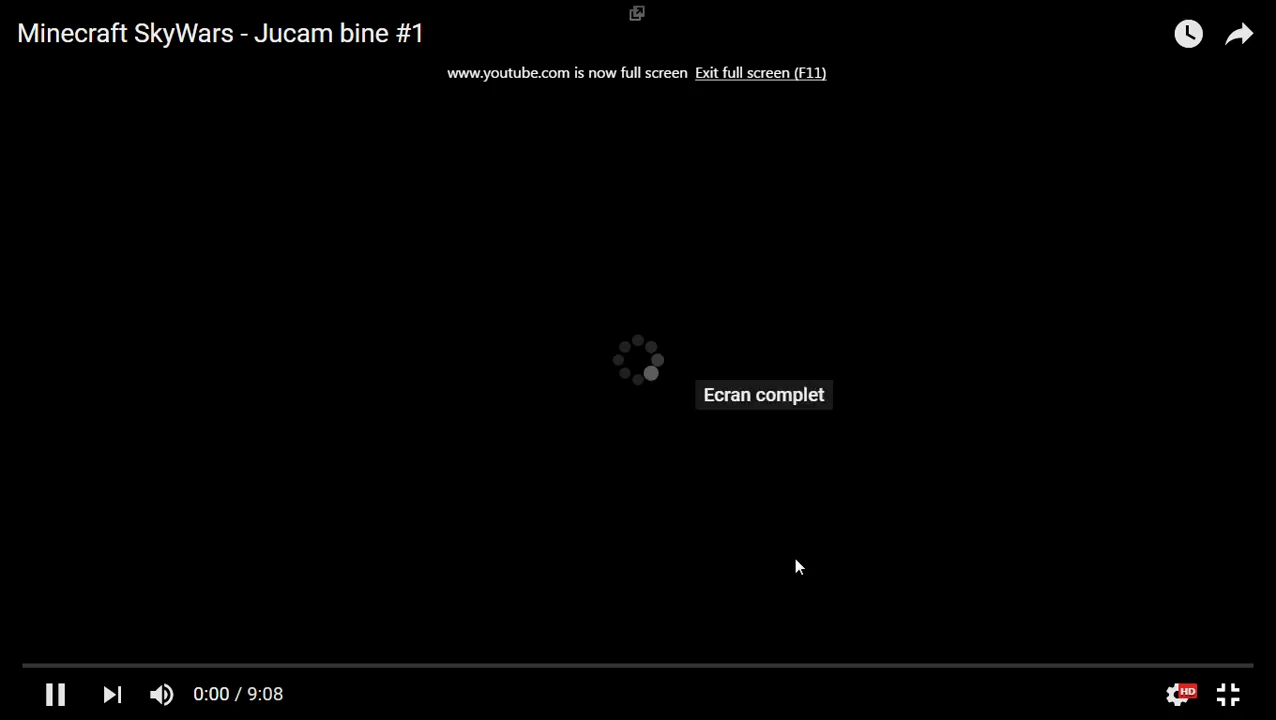 Minecraft SkyWars - Jucam bine #1
www.youtube.com is now full screen Exit full screen (F11)
Ecran complet
0:00 / 9:08
HD